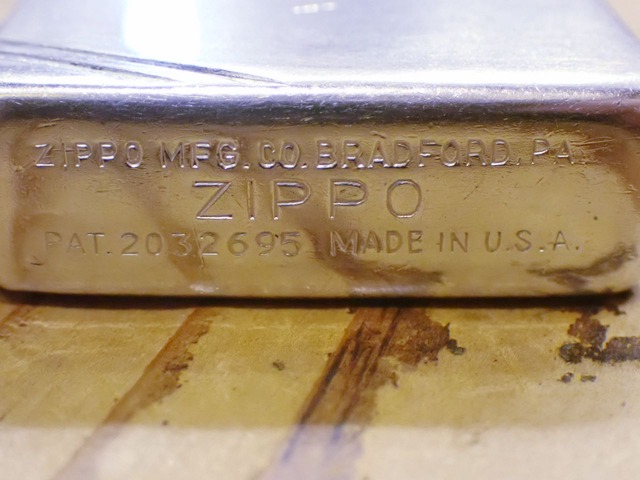 ZIPPO MFG. CO. BRADFORD, PA.
ZIPPO
PAT. 2032695 MADE IN U.S.A.